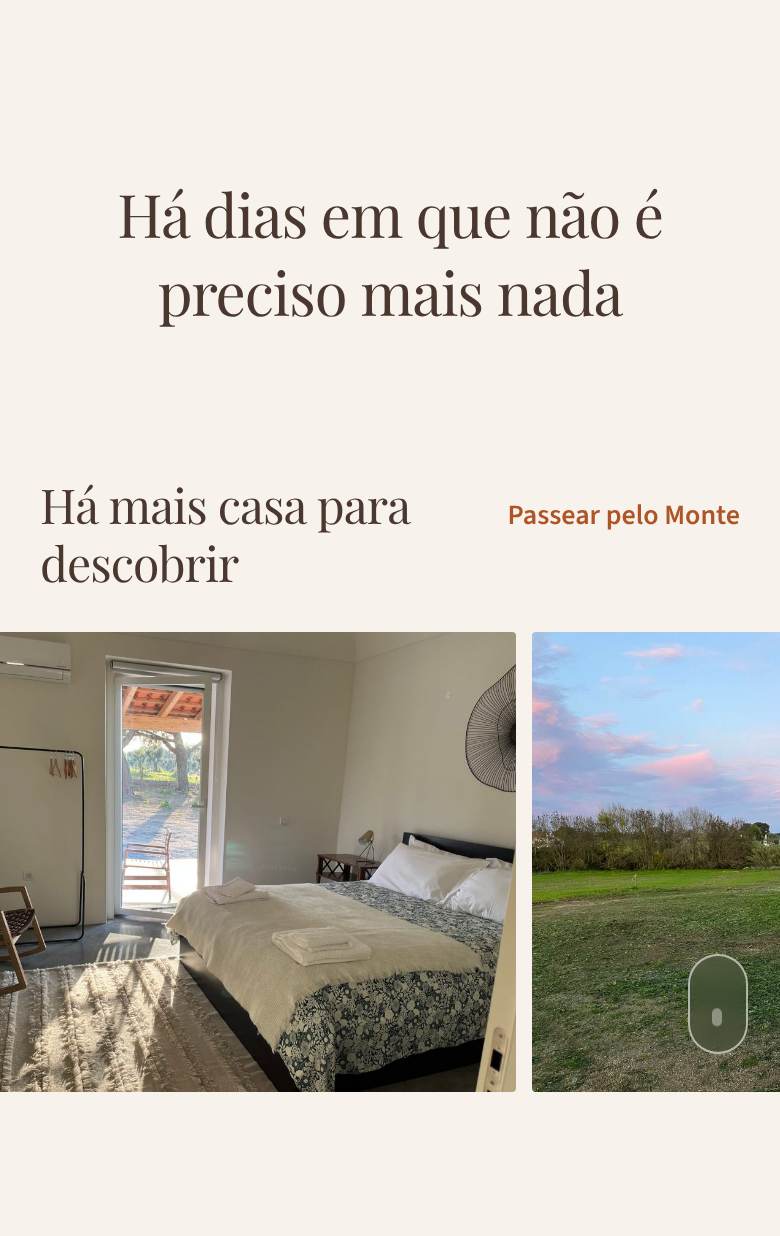 Há dias em que não é
preciso mais nada
Há mais casa para
descobrir
Passear pelo Monte